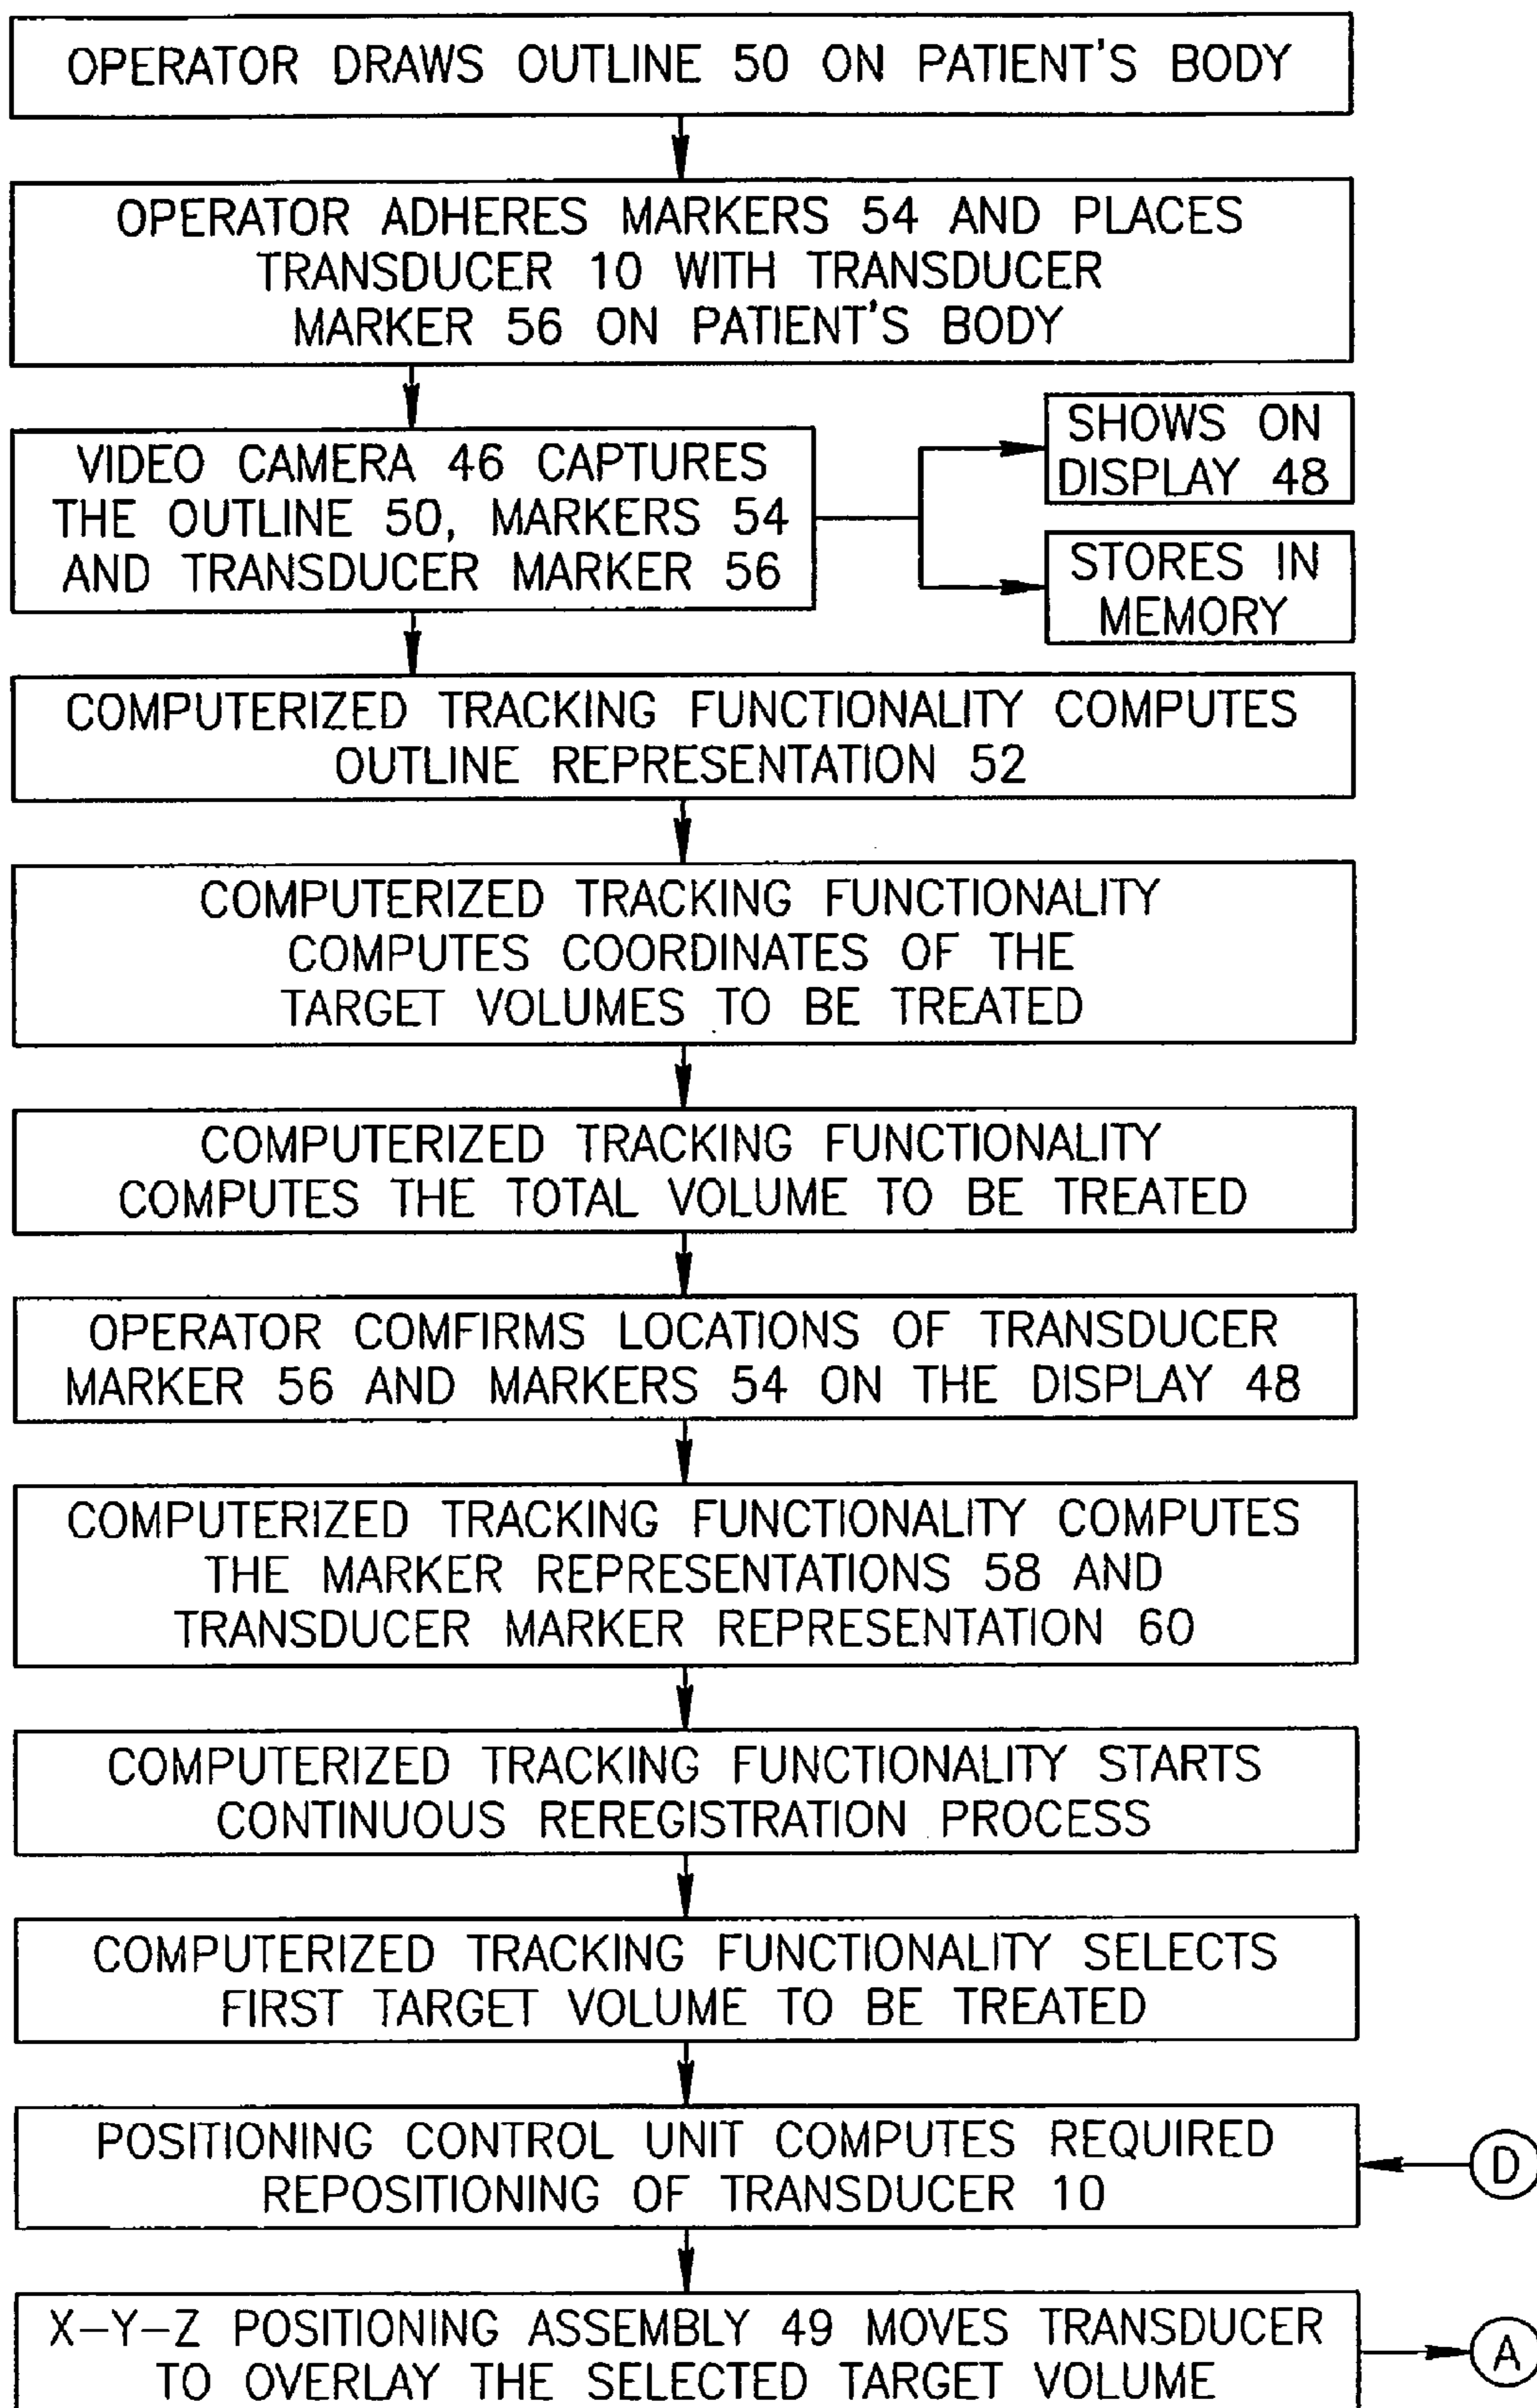 OPERATOR DRAWS OUTLINE 50 ON PATIENT'S BODY
OPERATOR ADHERES MARKERS 54 AND PLACES
TRANSDUCER 10 WITH TRANSDUCER
MARKER 56 ON PATIENT'S BODY
VIDEO CAMERA 46 CAPTURES
THE OUTLINE 50, MARKERS 54
AND TRANSDUCER MARKER 56
SHOWS ON
DISPLAY 48
STORES IN
MEMORY
COMPUTERIZED TRACKING FUNCTIONALITY COMPUTES
OUTLINE REPRESENTATION 52
COMPUTERIZED TRACKING FUNCTIONALITY
COMPUTES COORDINATES OF THE
TARGET VOLUMES TO BE TREATED
COMPUTERIZED TRACKING FUNCTIONALITY
COMPUTES THE TOTAL VOLUME TO BE TREATED
OPERATOR COMFIRMS LOCATIONS OF TRANSDUCER
MARKER 56 AND MARKERS 54 ON THE DISPLAY 48
COMPUTERIZED TRACKING FUNCTIONALITY COMPUTES
THE MARKER REPRESENTATIONS 58 AND
TRANSDUCER MARKER REPRESENTATION 60
COMPUTERIZED TRACKING FUNCTIONALITY STARTS
CONTINUOUS REREGISTRATION PROCESS
COMPUTERIZED TRACKING FUNCTIONALITY SELECTS
FIRST TARGET VOLUME TO BE TREATED
POSITIONING CONTROL UNIT COMPUTES REQUIRED
REPOSITIONING OF TRANSDUCER 10
D
X-Y-Z POSITIONING ASSEMBLY 49 MOVES TRANSDUCER
TO OVERLAY THE SELECTED TARGET VOLUME
A